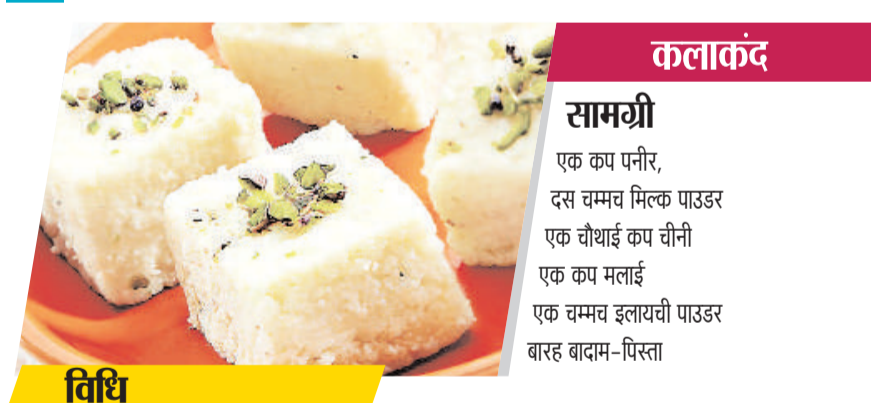 कलाकंद
सामग्री
एक कप पनीर,
दस चम्मच मिल्क पाउडर
एक चौथाई कप चीनी
एक कप मलाई
एक चम्मच इलायची पाउडर
बारह बादाम-पिस्ता
विधि